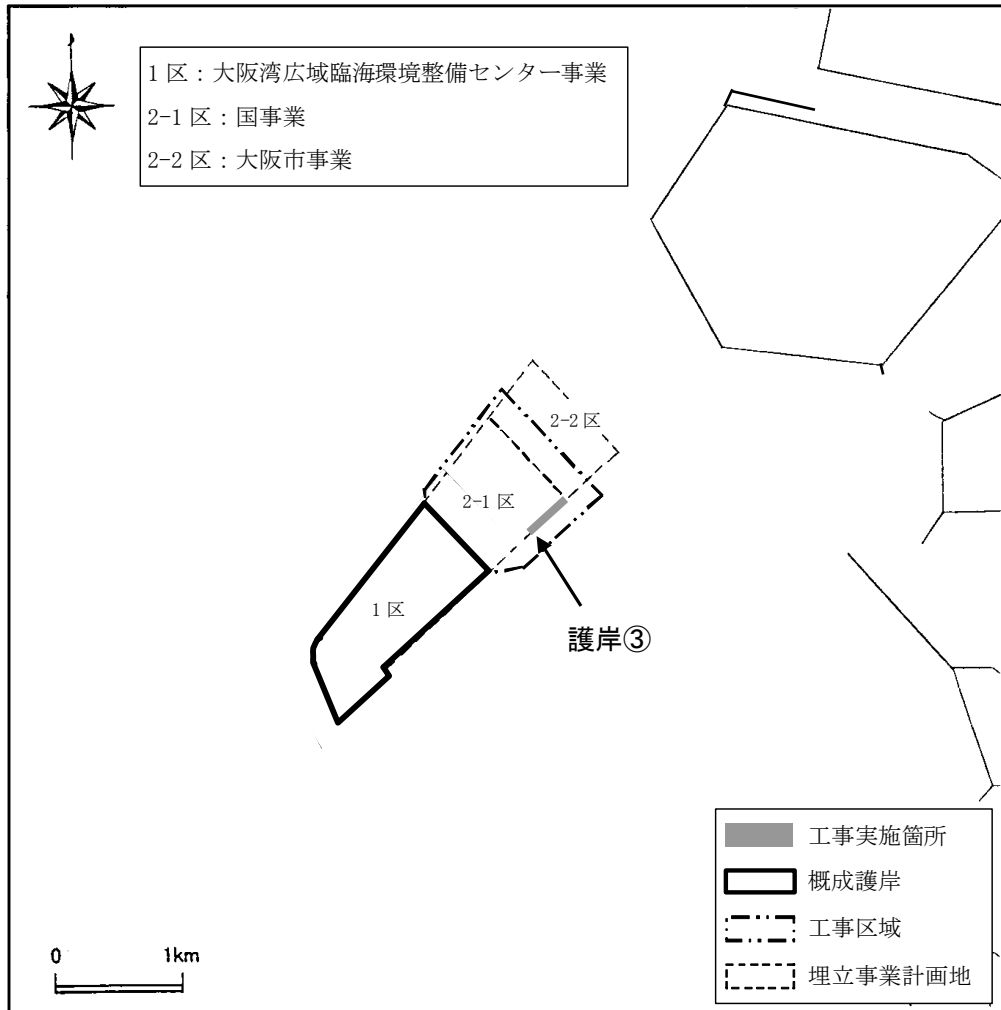 1 区：大阪湾広域臨海環境整備センター事業
2-1 区：国事業
2-2 区：大阪市事業
2-2 区
2-1 区
1 区
護岸③
工事実施箇所
概成護岸
工事区域
埋立事業計画地
0 1km